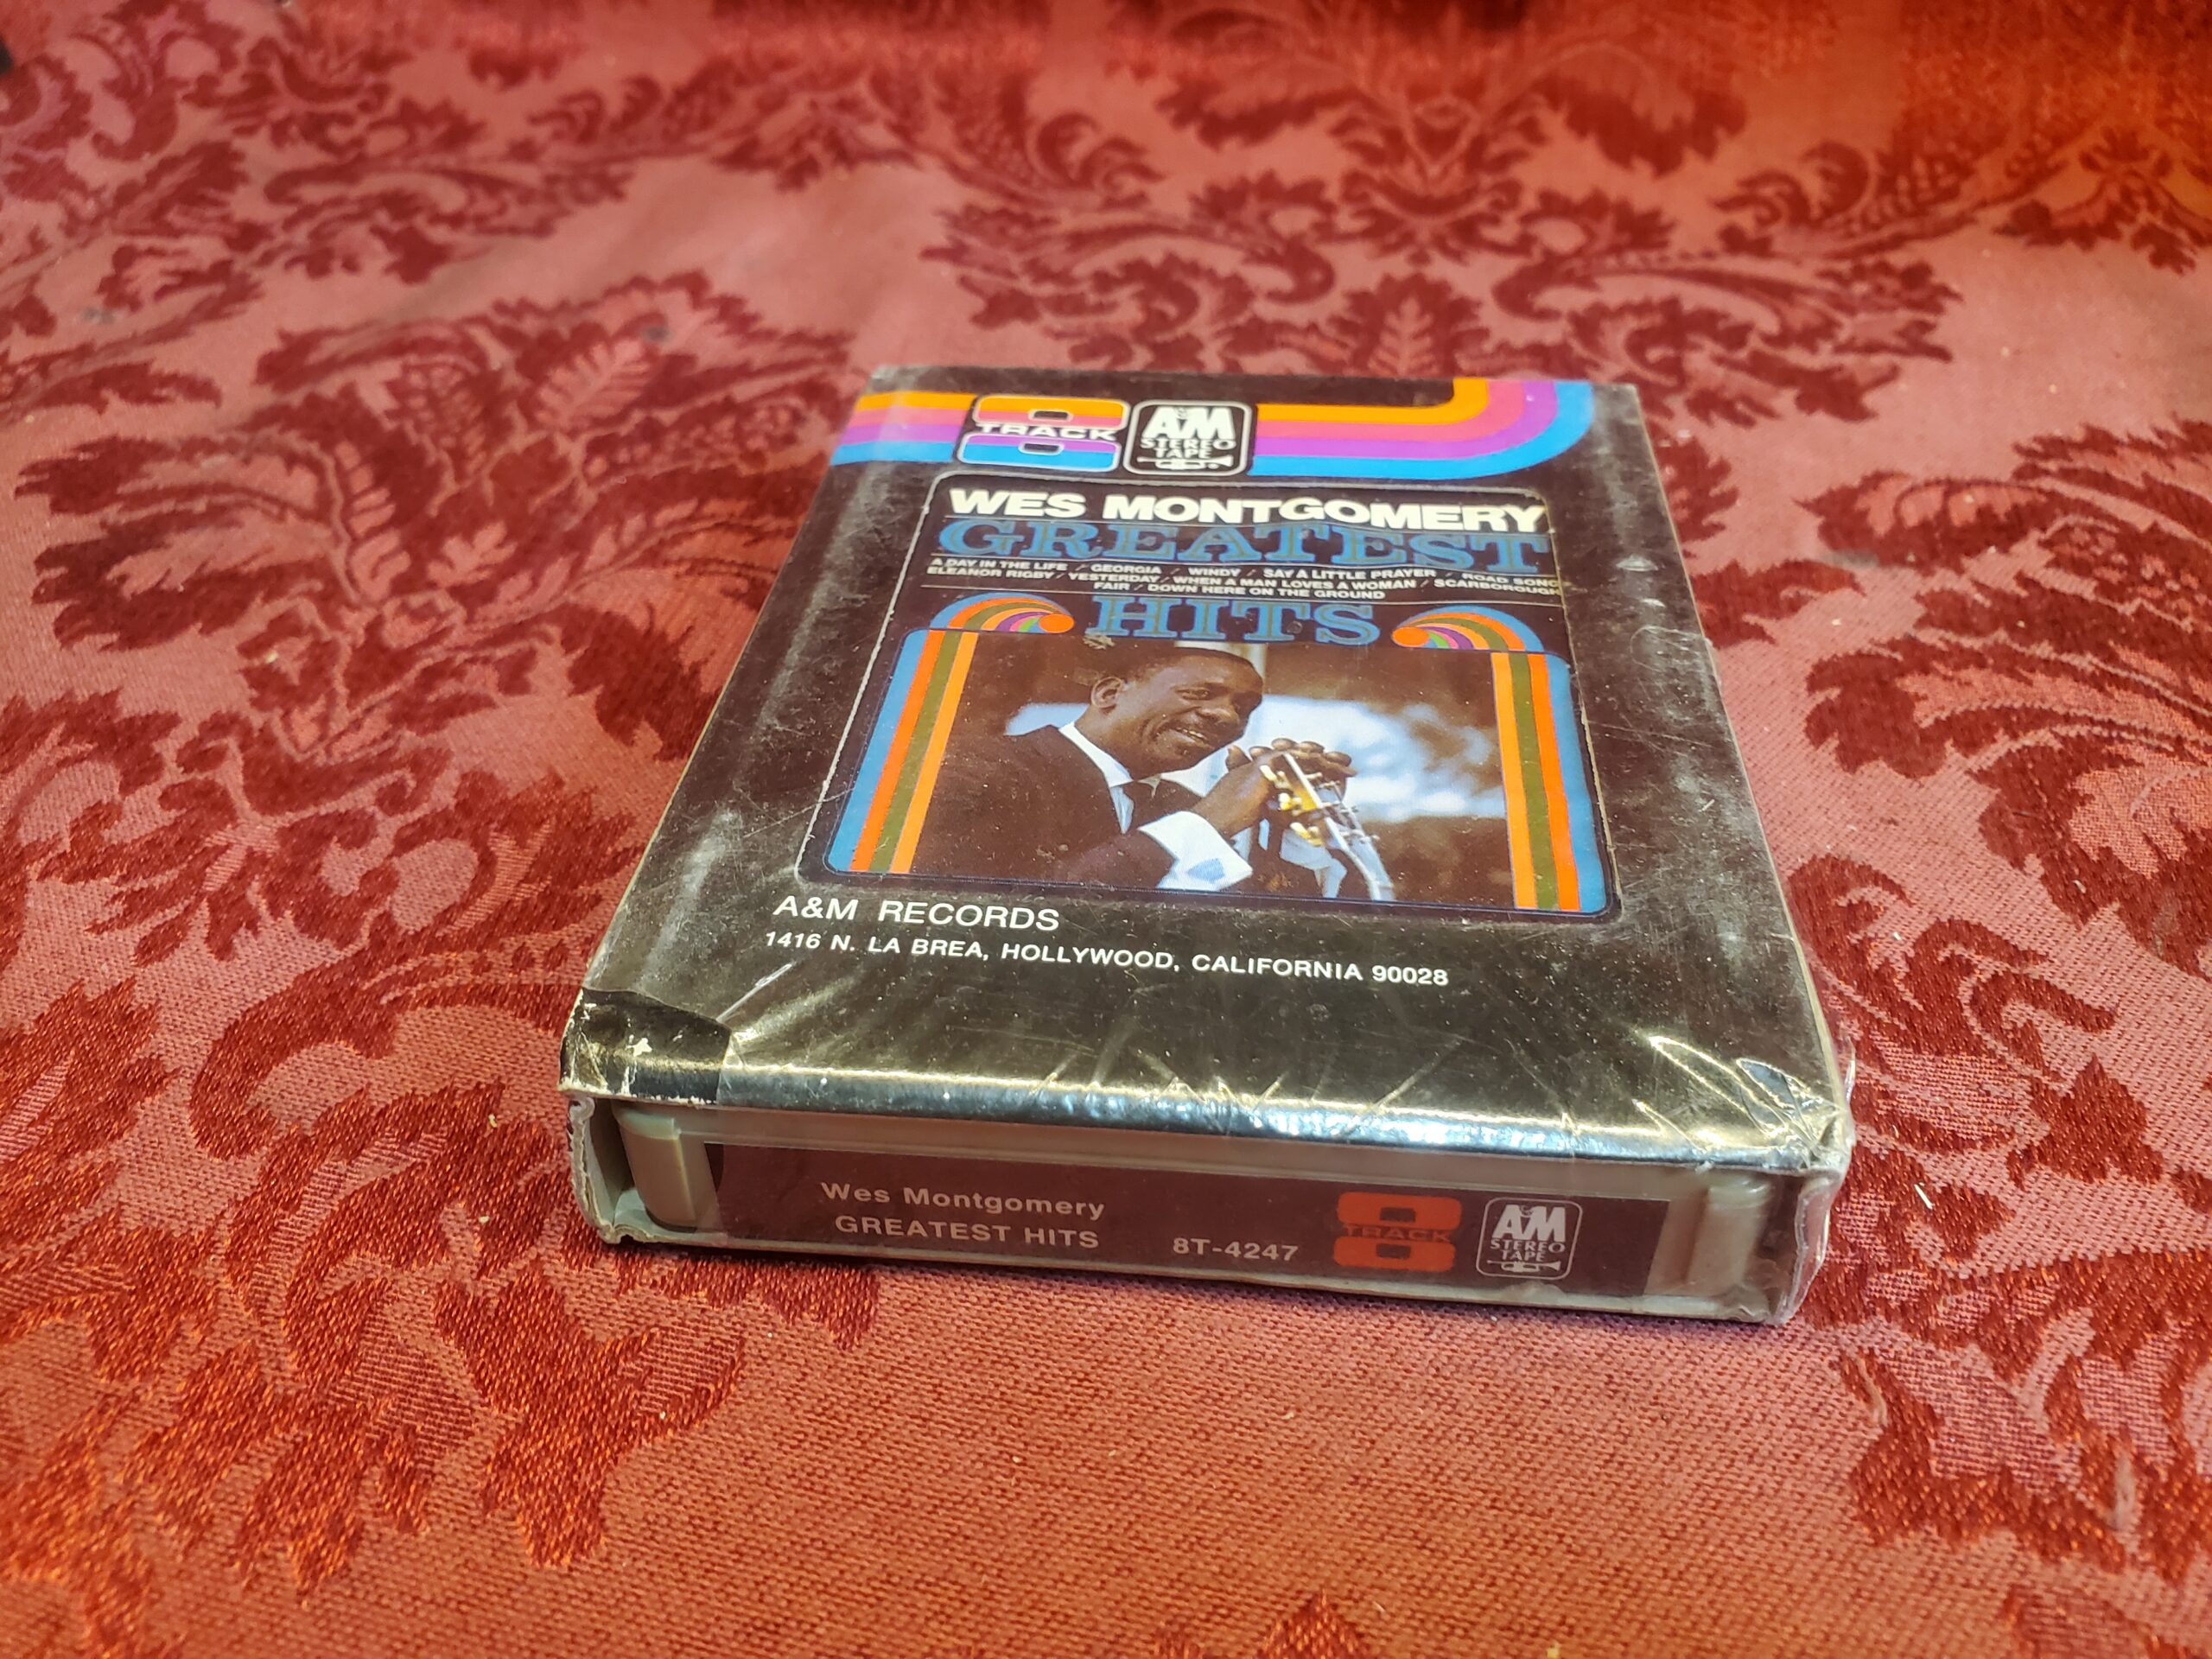 8
TRACK
A&M
STEREO
TAPE
WES MONTGOMERY
GREATEST
A DAY IN THE LIFE / GEORGIA / WINDY / SAY A LITTLE PRAYER / ROAD SONG
ELEANOR RIGBY / YESTERDAY / WHEN A MAN LOVES A WOMAN / SCARBOROUGH
FAIR / DOWN HERE ON THE GROUND
HITS
A&M RECORDS
1416 N. LA BREA, HOLLYWOOD, CALIFORNIA 90028
Wes Montgomery
GREATEST HITS
8T-4247
8
TRACK
A&M
STEREO
TAPE